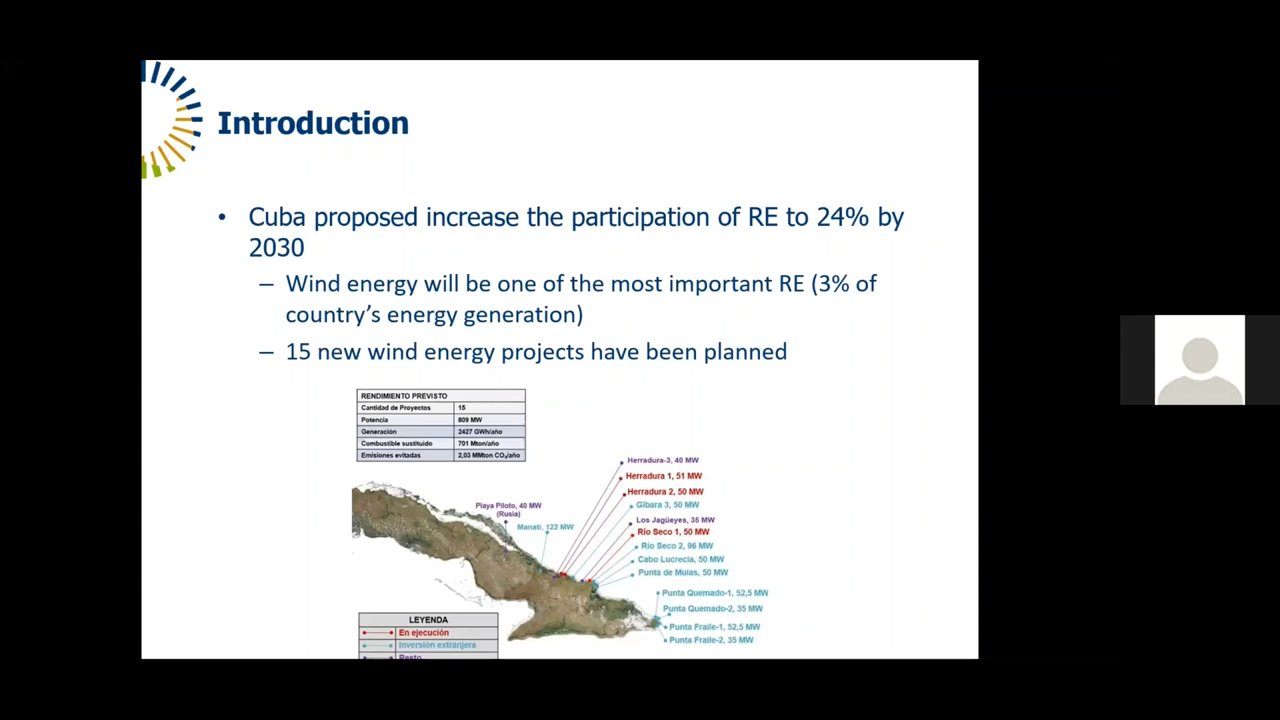 Introduction
• Cuba proposed increase the participation of RE to 24% by
2030
– Wind energy will be one of the most important RE (3% of
country's energy generation)
– 15 new wind energy projects have been planned
RENDIMIENTO PREVISTO
Cantidad de Proyectos 15
Potencia 809 MW
Generación 2427 GWh/año
Combustible sustituido 701 Mton/año
Emisiones evitadas 2,03 MMton CO₂/año
Herradura-3, 40 MW
Herradura 1, 51 MW
Herradura 2, 50 MW
Gibara 3, 50 MW
Playa Piloto, 40 MW
(Rusia)
Manatí, 122 MW
Los Jagüeyes, 35 MW
Río Seco 1, 50 MW
Río Seco 2, 96 MW
Cabo Lucrecia, 50 MW
Punta de Mulas, 50 MW
Punta Quemado-1, 52,5 MW
Punta Quemado-2, 35 MW
Punta Fraile-1, 52,5 MW
Punta Fraile-2, 35 MW
LEYENDA
En ejecución
Inversión extranjera
Resto